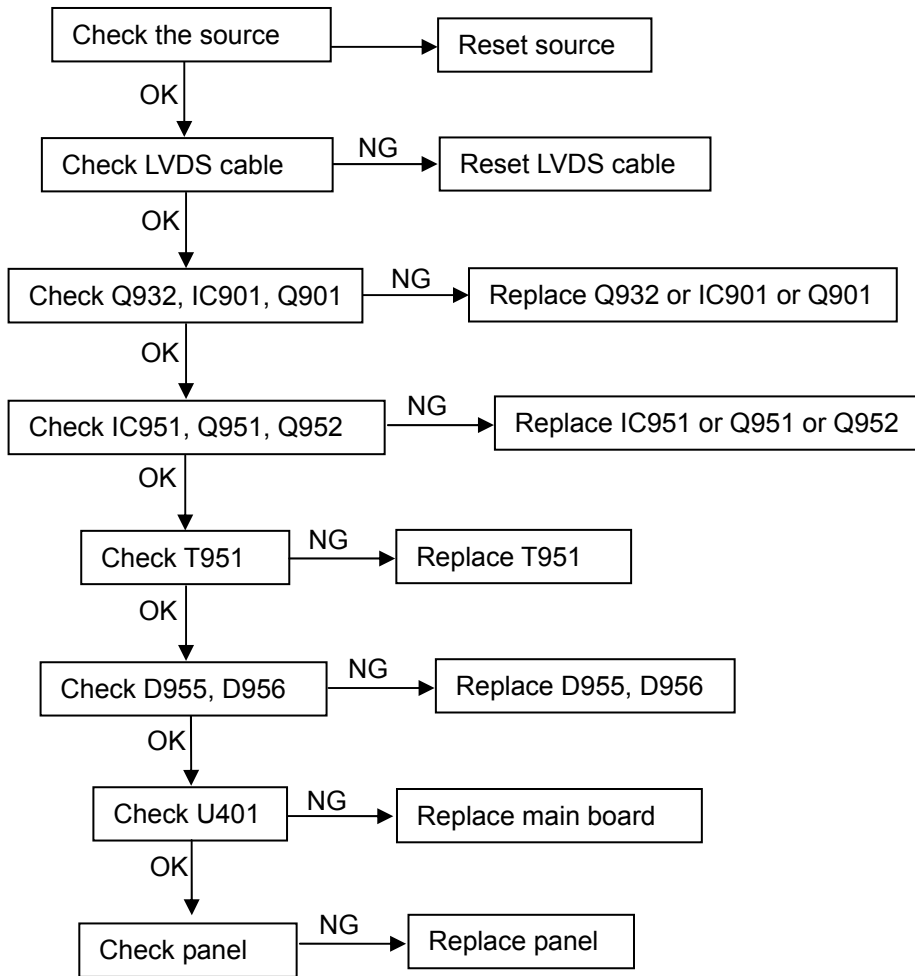 Check the source
Reset source
OK
Check LVDS cable
NG
Reset LVDS cable
OK
Check Q932, IC901, Q901
NG
Replace Q932 or IC901 or Q901
OK
Check IC951, Q951, Q952
NG
Replace IC951 or Q951 or Q952
OK
Check T951
NG
Replace T951
OK
Check D955, D956
NG
Replace D955, D956
OK
Check U401
NG
Replace main board
OK
Check panel
NG
Replace panel